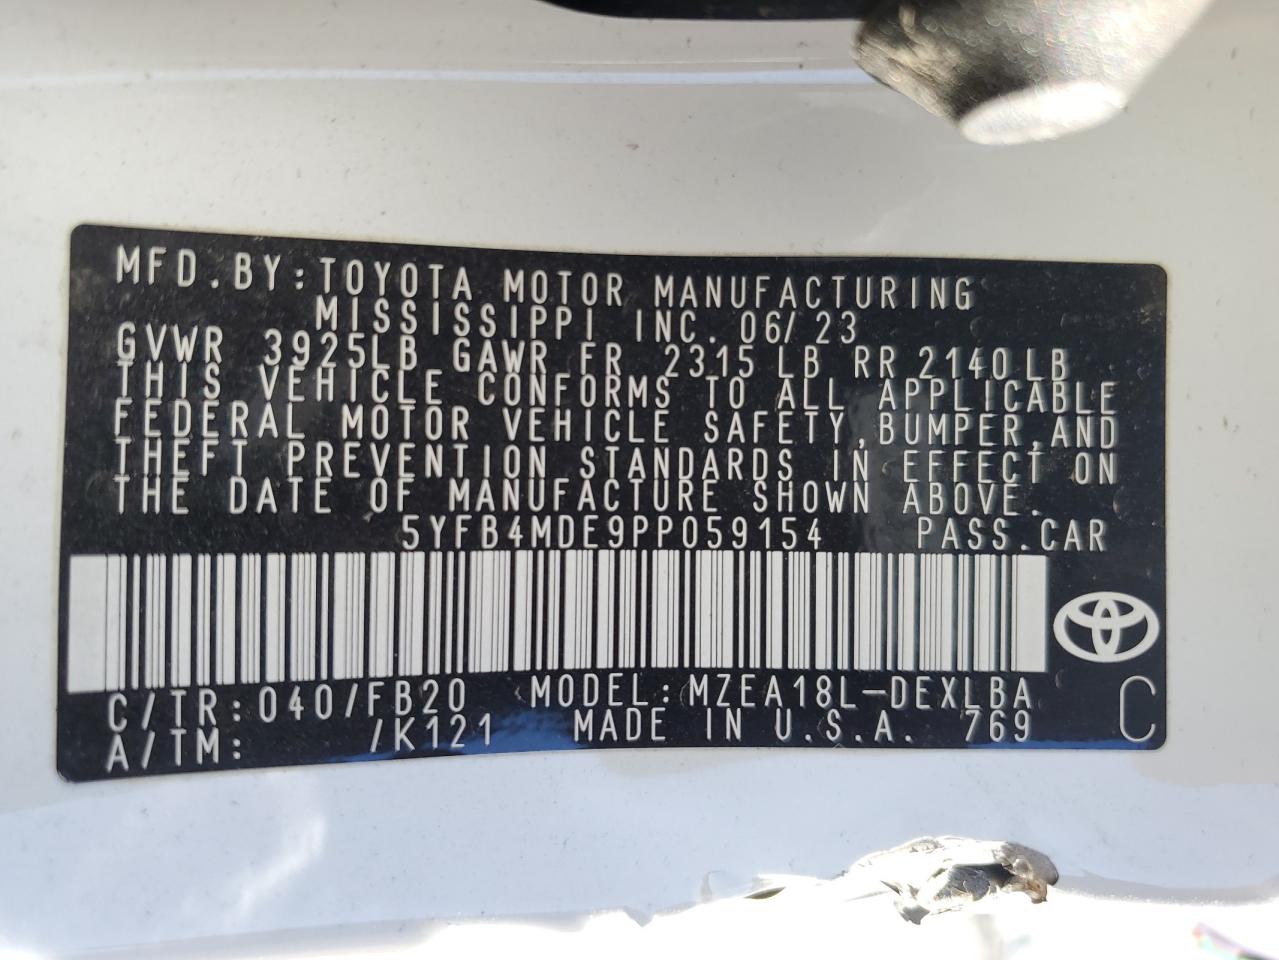 MFD.BY:TOYOTA MOTOR MANUFACTURING
MISSISSIPPI INC. 06/23
GVWR 3925LB GAWR FR 2315 LB RR 2140LB
THIS VEHICLE CONFORMS TO ALL APPLICABLE
FEDERAL MOTOR VEHICLE SAFETY,BUMPER,AND
THEFT PREVENTION STANDARDS IN EFFECT ON
THE DATE OF MANUFACTURE SHOWN ABOVE.
5YFB4MDE9PP059154 PASS.CAR
C/TR:040/FB20 MODEL:MZEA18L-DEXLBA
A/TM: /K121 MADE IN U.S.A. 769 C